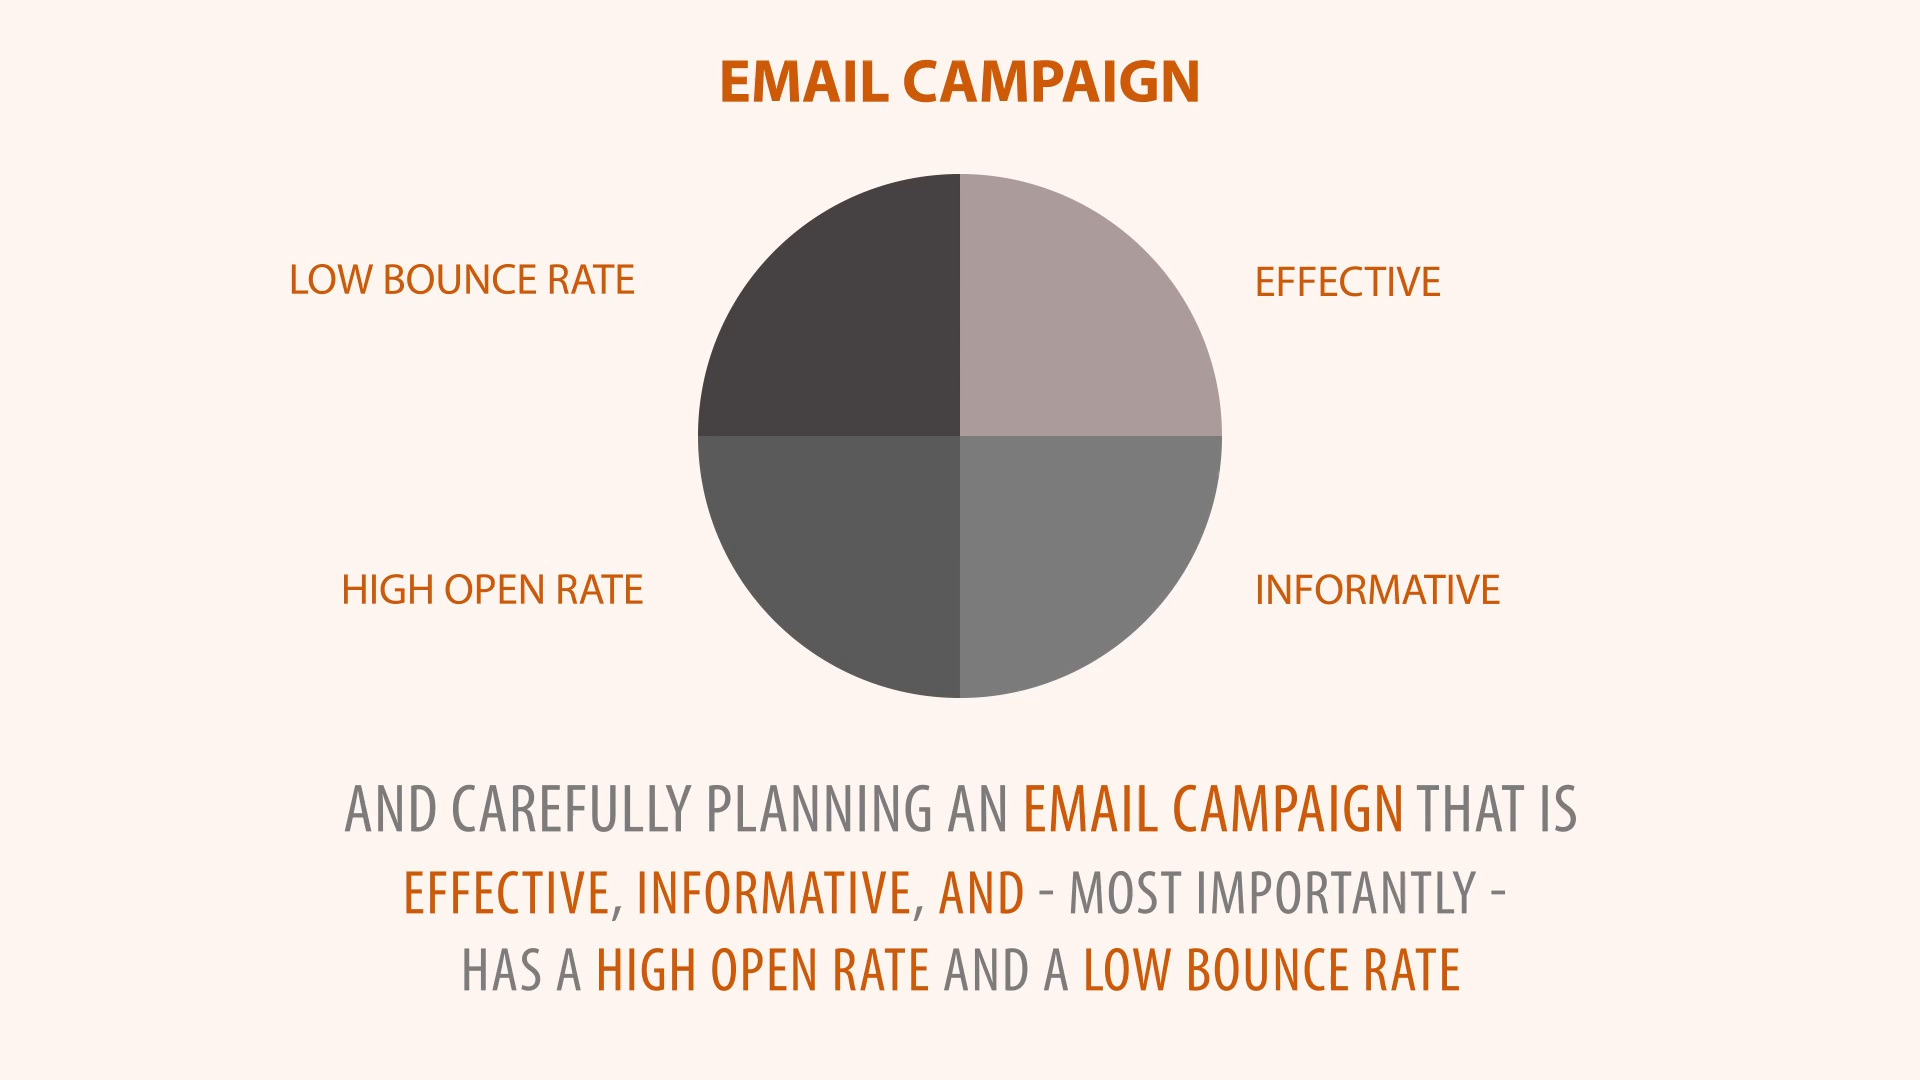 EMAIL CAMPAIGN
LOW BOUNCE RATE
EFFECTIVE
HIGH OPEN RATE
INFORMATIVE
AND CAREFULLY PLANNING AN EMAIL CAMPAIGN THAT IS
EFFECTIVE, INFORMATIVE, AND - MOST IMPORTANTLY -
HAS A HIGH OPEN RATE AND A LOW BOUNCE RATE